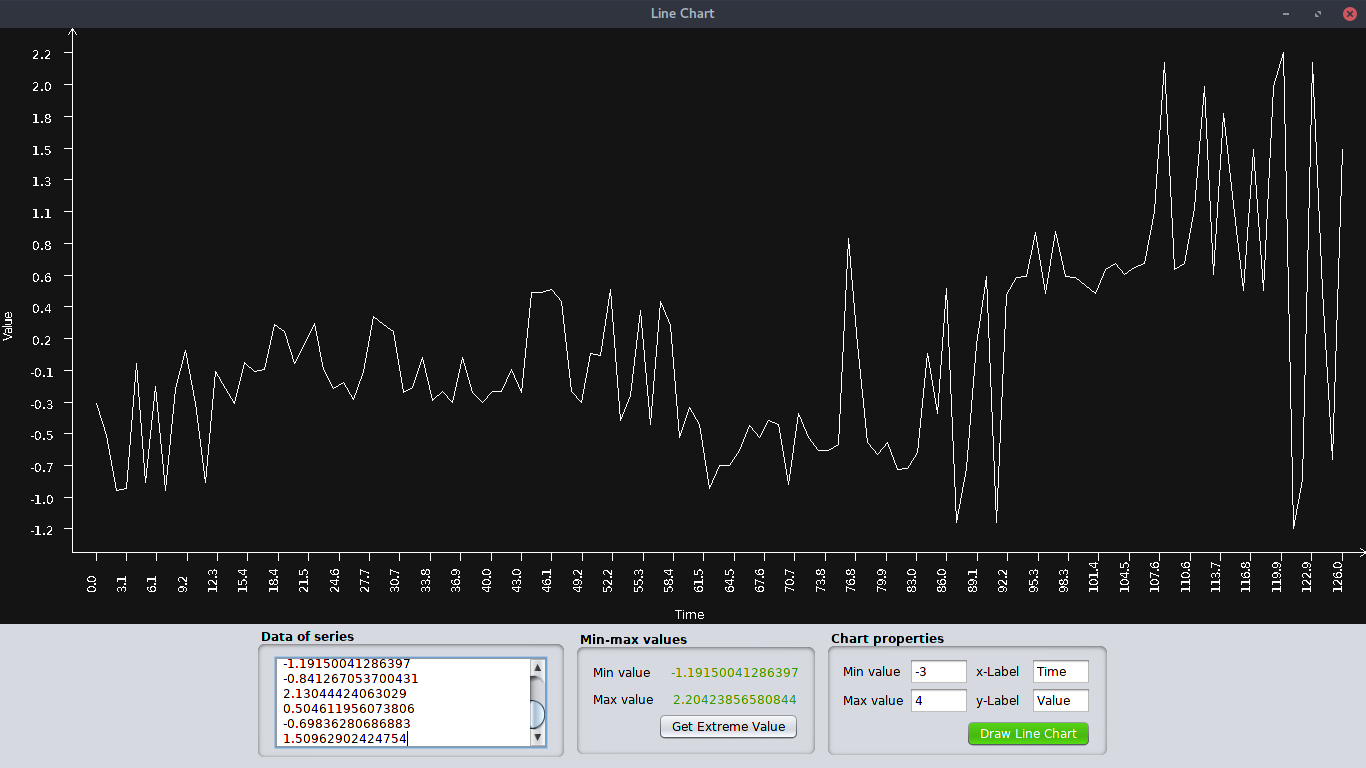 Line Chart
2.2
2.0
1.8
1.5
1.3
1.1
0.8
0.6
0.4
0.2
-0.1
-0.3
-0.5
-0.7
-1.0
-1.2
Value
0.0 3.1 6.1 9.2 12.3 15.4 18.4 21.5 24.6 27.7 30.7 33.8 36.9 40.0 43.0 46.1 49.2 52.2 55.3 58.4 61.5 64.5 67.6 70.7 73.8 76.8 79.9 83.0 86.0 89.1 92.2 95.3 98.3 101.4 104.5 107.6 110.6 113.7 116.8 119.9 122.9 126.0
Time
Data of series
-1.19150041286397
-0.841267053700431
2.13044424063029
0.504611956073806
-0.69836280686883
1.50962902424754
Min-max values
Min value -1.19150041286397
Max value 2.20423856580844
Get Extreme Value
Chart properties
Min value -3 x-Label Time
Max value 4 y-Label Value
Draw Line Chart